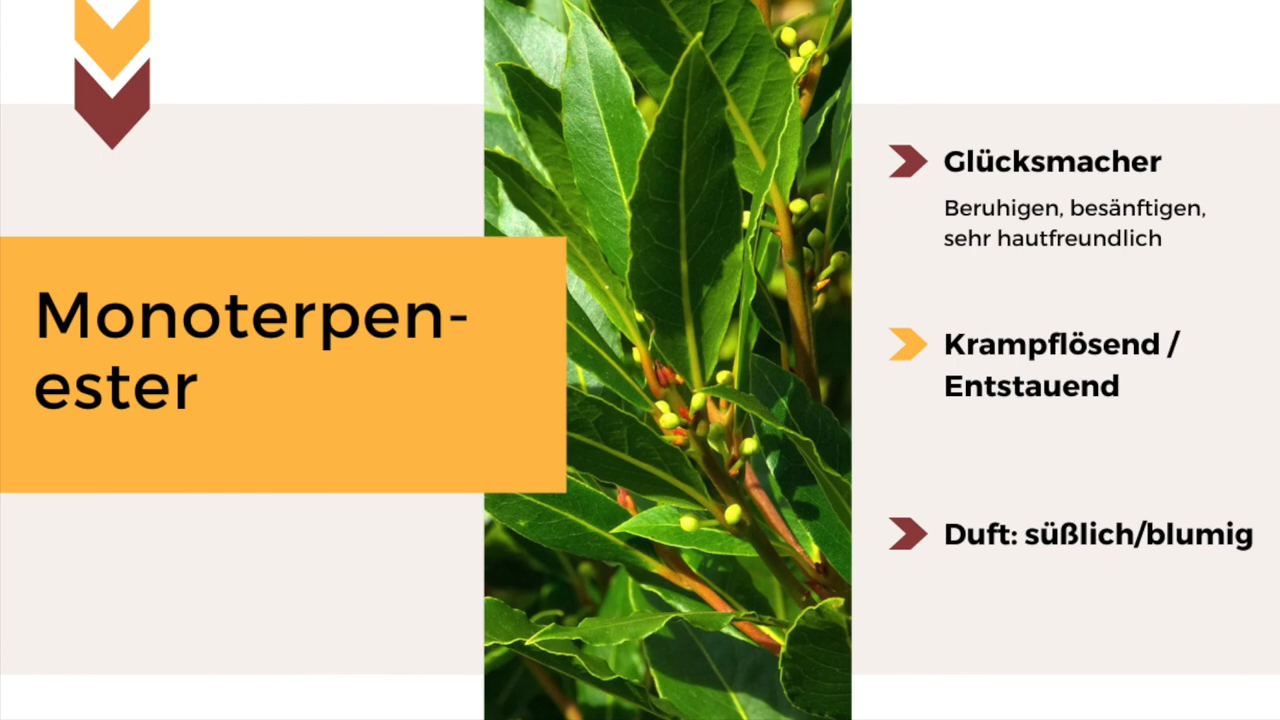 Monoterpen-
ester
Glücksmacher
Beruhigen, besänftigen,
sehr hautfreundlich
Krampflösend /
Entstauend
Duft: süßlich/blumig